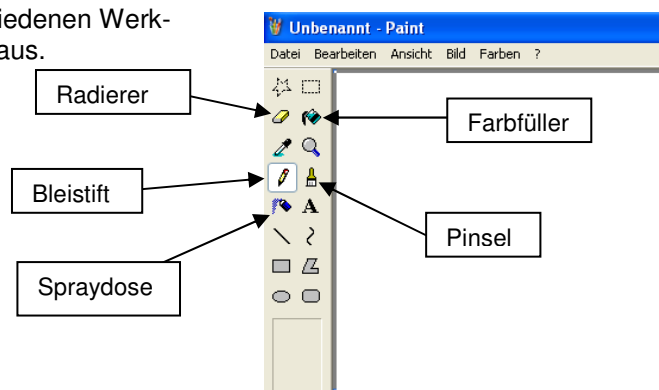 iedenen Werk-
aus.
Unbenannt - Paint
Datei Bearbeiten Ansicht Bild Farben ?
Radierer
Farbfüller
Bleistift
A
Pinsel
Spraydose